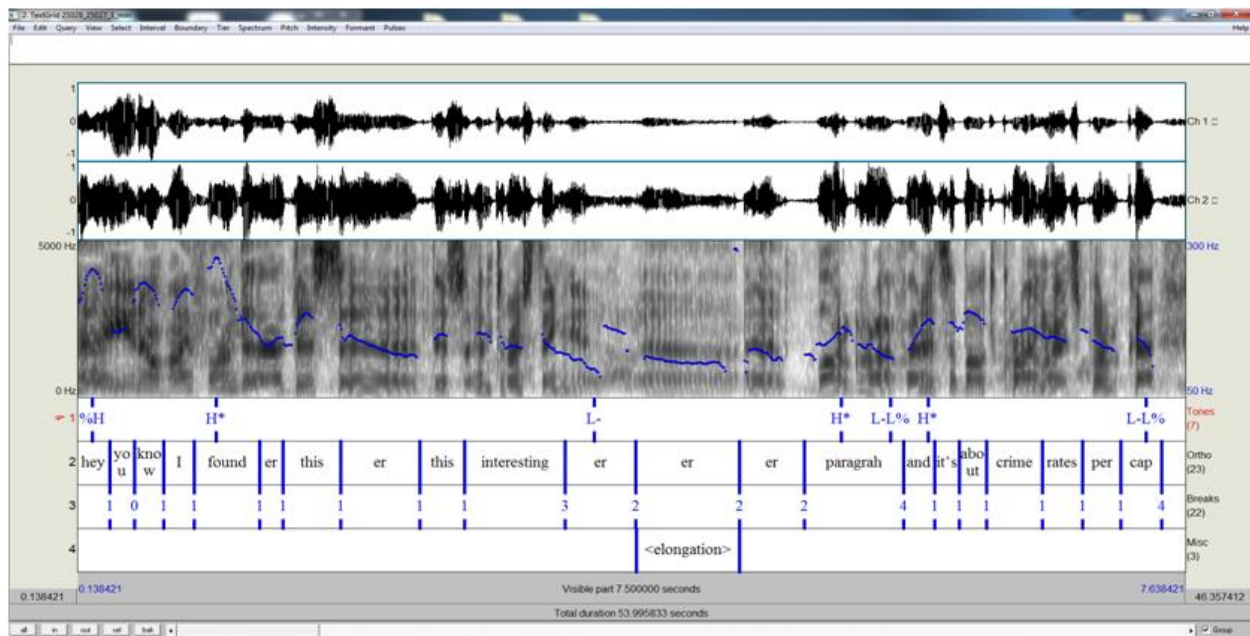 2. TextGrid 25028_25027_1_mac
File Edit Query View Select Interval Boundary Tier Spectrum Pitch Intensity Formant Pulses Help
1
0
-1
Ch 1
1
0
-1
Ch 2
5000 Hz 300 Hz
0 Hz 50 Hz
1 %H H* L- H* L-L% H* L-L% Tones (7)
2 hey you know I found er this er this interesting er er er paragrah and it's about crime rates per cap Ortho (23)
3 1 0 1 1 1 1 1 1 1 3 2 2 2 4 1 1 1 1 1 1 4 Breaks (22)
4 <elongation> Misc (3)
0.138421 0.138421 Visible part 7.500000 seconds 7.638421 46.357412
Total duration 53.995833 seconds
all in out sel bak Group